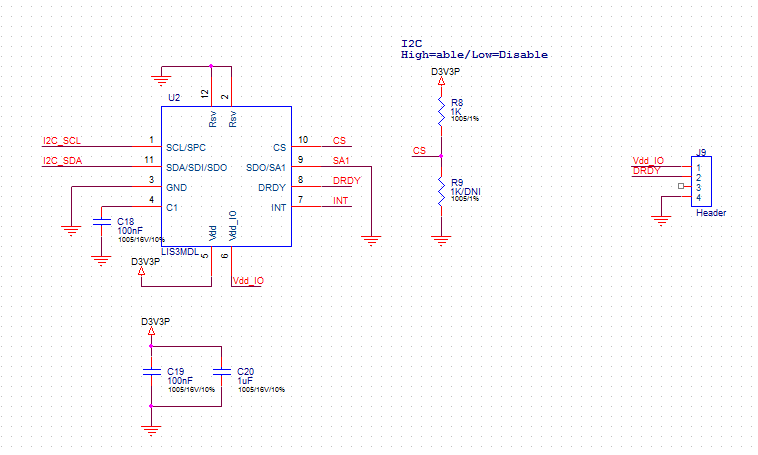 I2C
High=able/Low=Disable
D3V3P
U2
12
2
Rsv
Rsv
R8
1K
1005/1%
I2C_SCL
1
SCL/SPC
CS
10
CS
I2C_SDA
11
SDA/SDI/SDO
SDO/SA1
9
SA1
3
GND
DRDY
8
DRDY
4
C1
INT
7
INT
CS
R9
1K/DNI
1005/1%
J9
Vdd_IO
1
DRDY
2
3
4
Header
C18
100nF
1005/16V/10%
Vdd
Vdd_IO
LIS3MDL
5
6
D3V3P
Vdd_IO
D3V3P
C19
100nF
1005/16V/10%
C20
1uF
1005/16V/10%